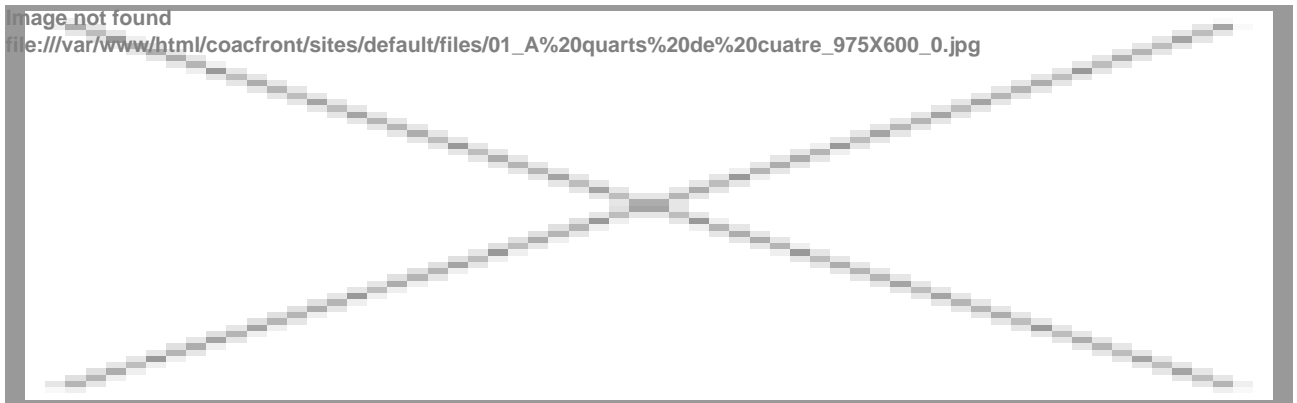 Image not found
file:///var/www/html/coacfront/sites/default/files/01_A%20quarts%20de%20cuatre_975X600_0.jpg